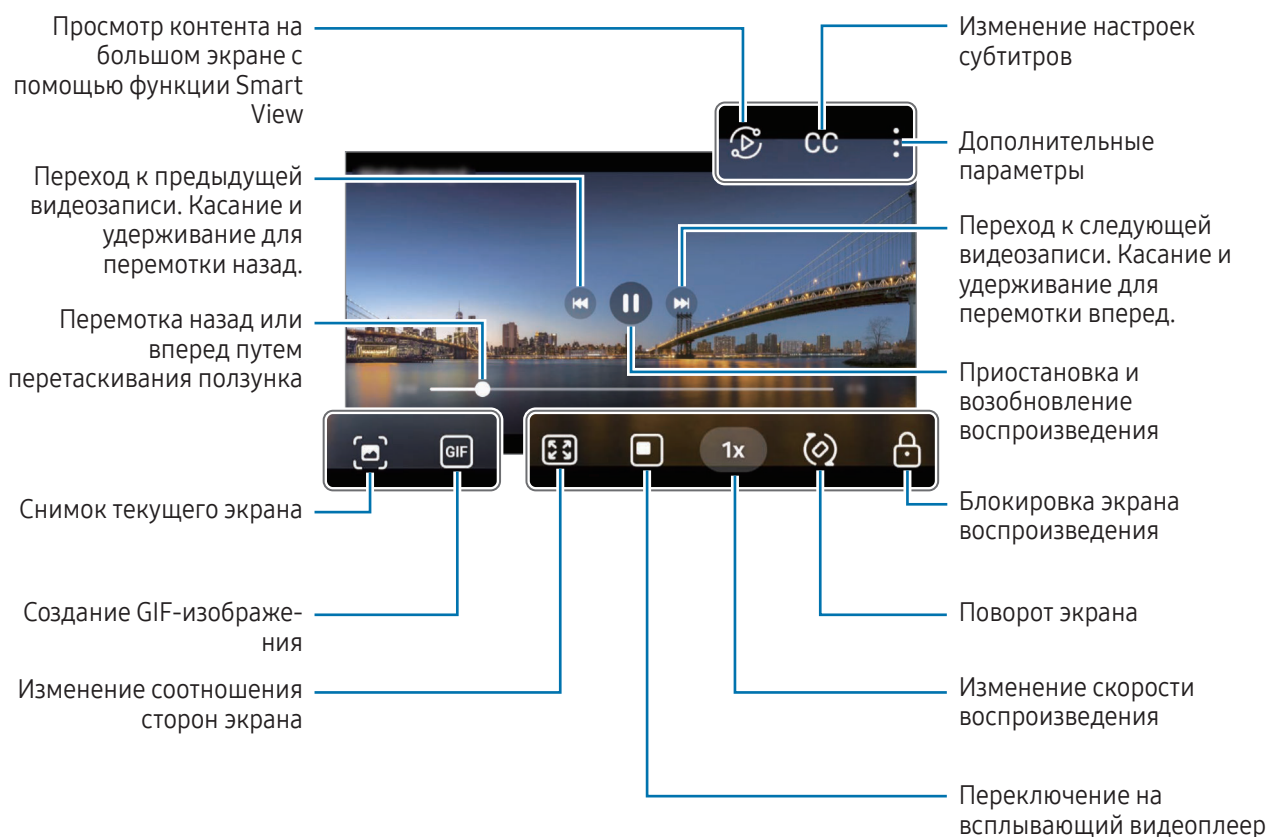 Просмотр контента на
большом экране с
помощью функции Smart
View
Изменение настроек
субтитров
CC
Дополнительные
параметры
Переход к предыдущей
видеозаписи. Касание и
удерживание для
перемотки назад.
Переход к следующей
видеозаписи. Касание и
удерживание для
перемотки вперед.
Перемотка назад или
вперед путем
перетаскивания ползунка
Приостановка и
возобновление
воспроизведения
GIF
1x
Снимок текущего экрана
Блокировка экрана
воспроизведения
Создание GIF-изображе-
ния
Поворот экрана
Изменение соотношения
сторон экрана
Изменение скорости
воспроизведения
Переключение на
всплывающий видеоплеер